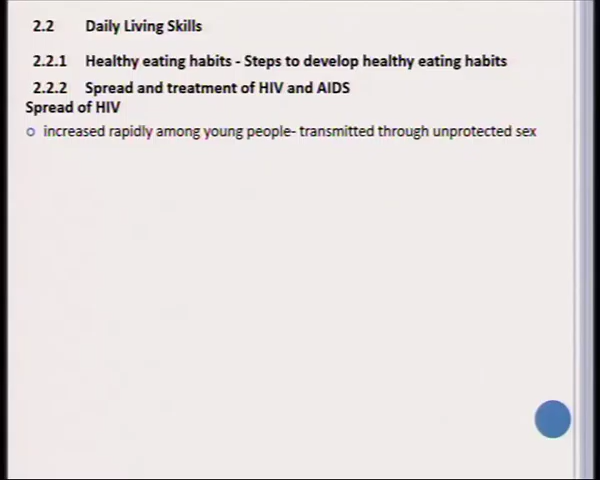 2.2 Daily Living Skills
2.2.1 Healthy eating habits - Steps to develop healthy eating habits
2.2.2 Spread and treatment of HIV and AIDS
Spread of HIV
o increased rapidly among young people- transmitted through unprotected sex